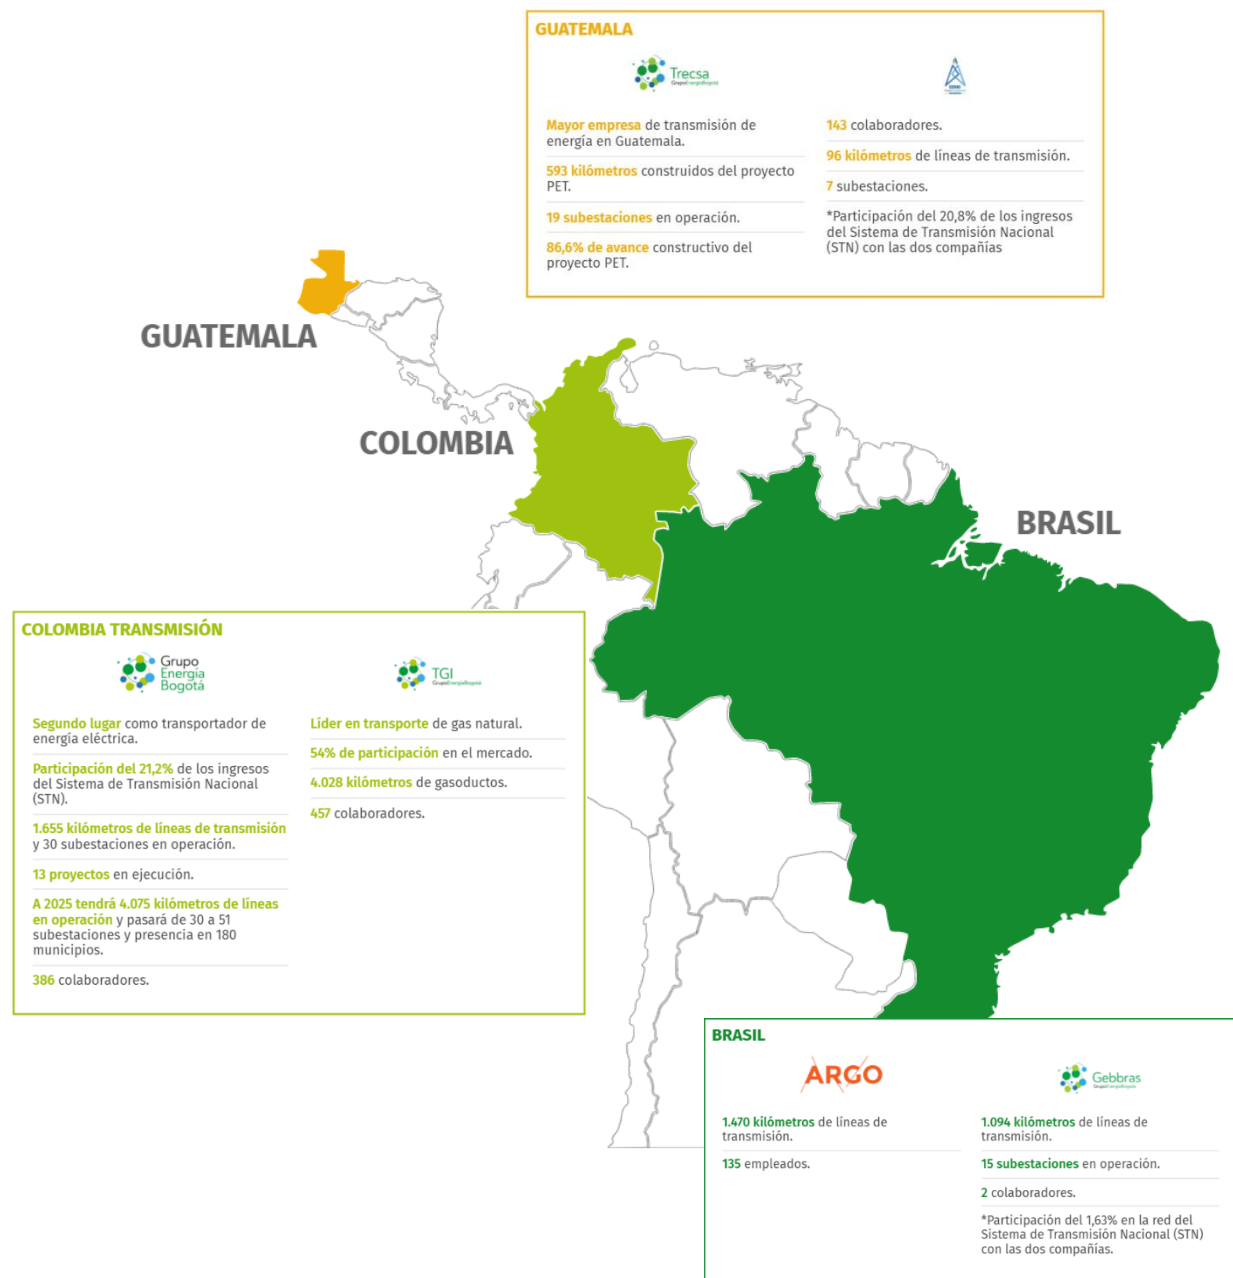 GUATEMALA
Trecsa
GrupoEnergíaBogotá
Mayor empresa de transmisión de
energía en Guatemala.
593 kilómetros construidos del proyecto
PET.
19 subestaciones en operación.
86,6% de avance constructivo del
proyecto PET.
143 colaboradores.
96 kilómetros de líneas de transmisión.
7 subestaciones.
*Participación del 20,8% de los ingresos
del Sistema de Transmisión Nacional
(STN) con las dos compañías
GUATEMALA
COLOMBIA
BRASIL
COLOMBIA TRANSMISIÓN
Grupo
Energía
Bogotá
Segundo lugar como transportador de
energía eléctrica.
Participación del 21,2% de los ingresos
del Sistema de Transmisión Nacional
(STN).
1.655 kilómetros de líneas de transmisión
y 30 subestaciones en operación.
13 proyectos en ejecución.
A 2025 tendrá 4.075 kilómetros de líneas
en operación y pasará de 30 a 51
subestaciones y presencia en 180
municipios.
386 colaboradores.
TGI
GrupoEnergíaBogotá
Líder en transporte de gas natural.
54% de participación en el mercado.
4.028 kilómetros de gasoductos.
457 colaboradores.
BRASIL
ARGO
1.470 kilómetros de líneas de
transmisión.
135 empleados.
Gebbras
GrupoEnergíaBogotá
1.094 kilómetros de líneas de
transmisión.
15 subestaciones en operación.
2 colaboradores.
*Participación del 1,63% en la red del
Sistema de Transmisión Nacional (STN)
con las dos compañías.